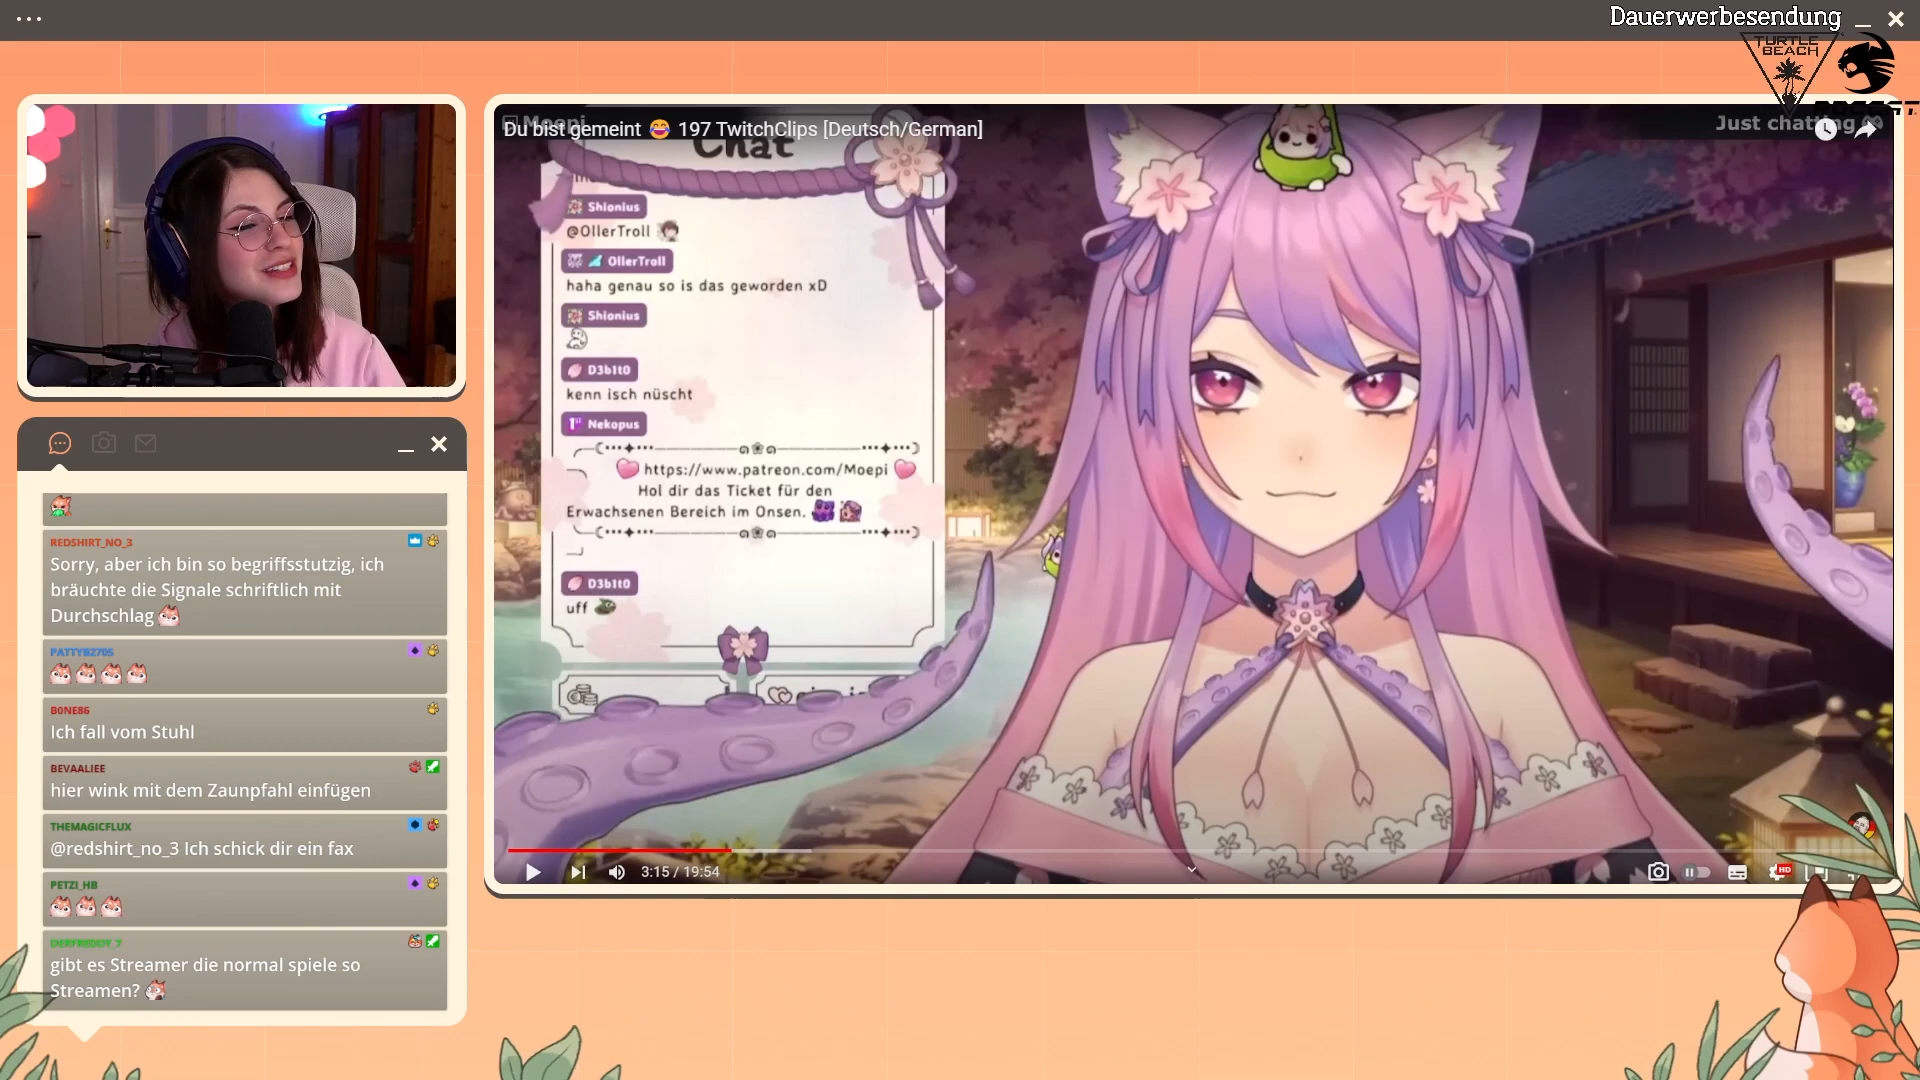 Dauerwerbesendung
TURTLE
BEACH
Du bist gemeint 😂 197 TwitchClips [Deutsch/German]
Just chatting
Chat
Shionius
@OllerTroll
OllerTroll
haha genau so is das geworden xD
Shionius
D3b1t0
kenn isch nüscht
Nekopus
https://www.patreon.com/Moepi
Hol dir das Ticket für den
Erwachsenen Bereich im Onsen.
D3b1t0
uff
3:15 / 19:54
HD
REDSHIRT_NO_3
Sorry, aber ich bin so begriffsstutzig, ich
bräuchte die Signale schriftlich mit
Durchschlag
PATTYB2705
B0NE86
Ich fall vom Stuhl
BEVAALIEE
hier wink mit dem Zaunpfahl einfügen
THEMAGICFLUX
@redshirt_no_3 Ich schick dir ein fax
PETZI_HB
gibt es Streamer die normal spiele so
Streamen?